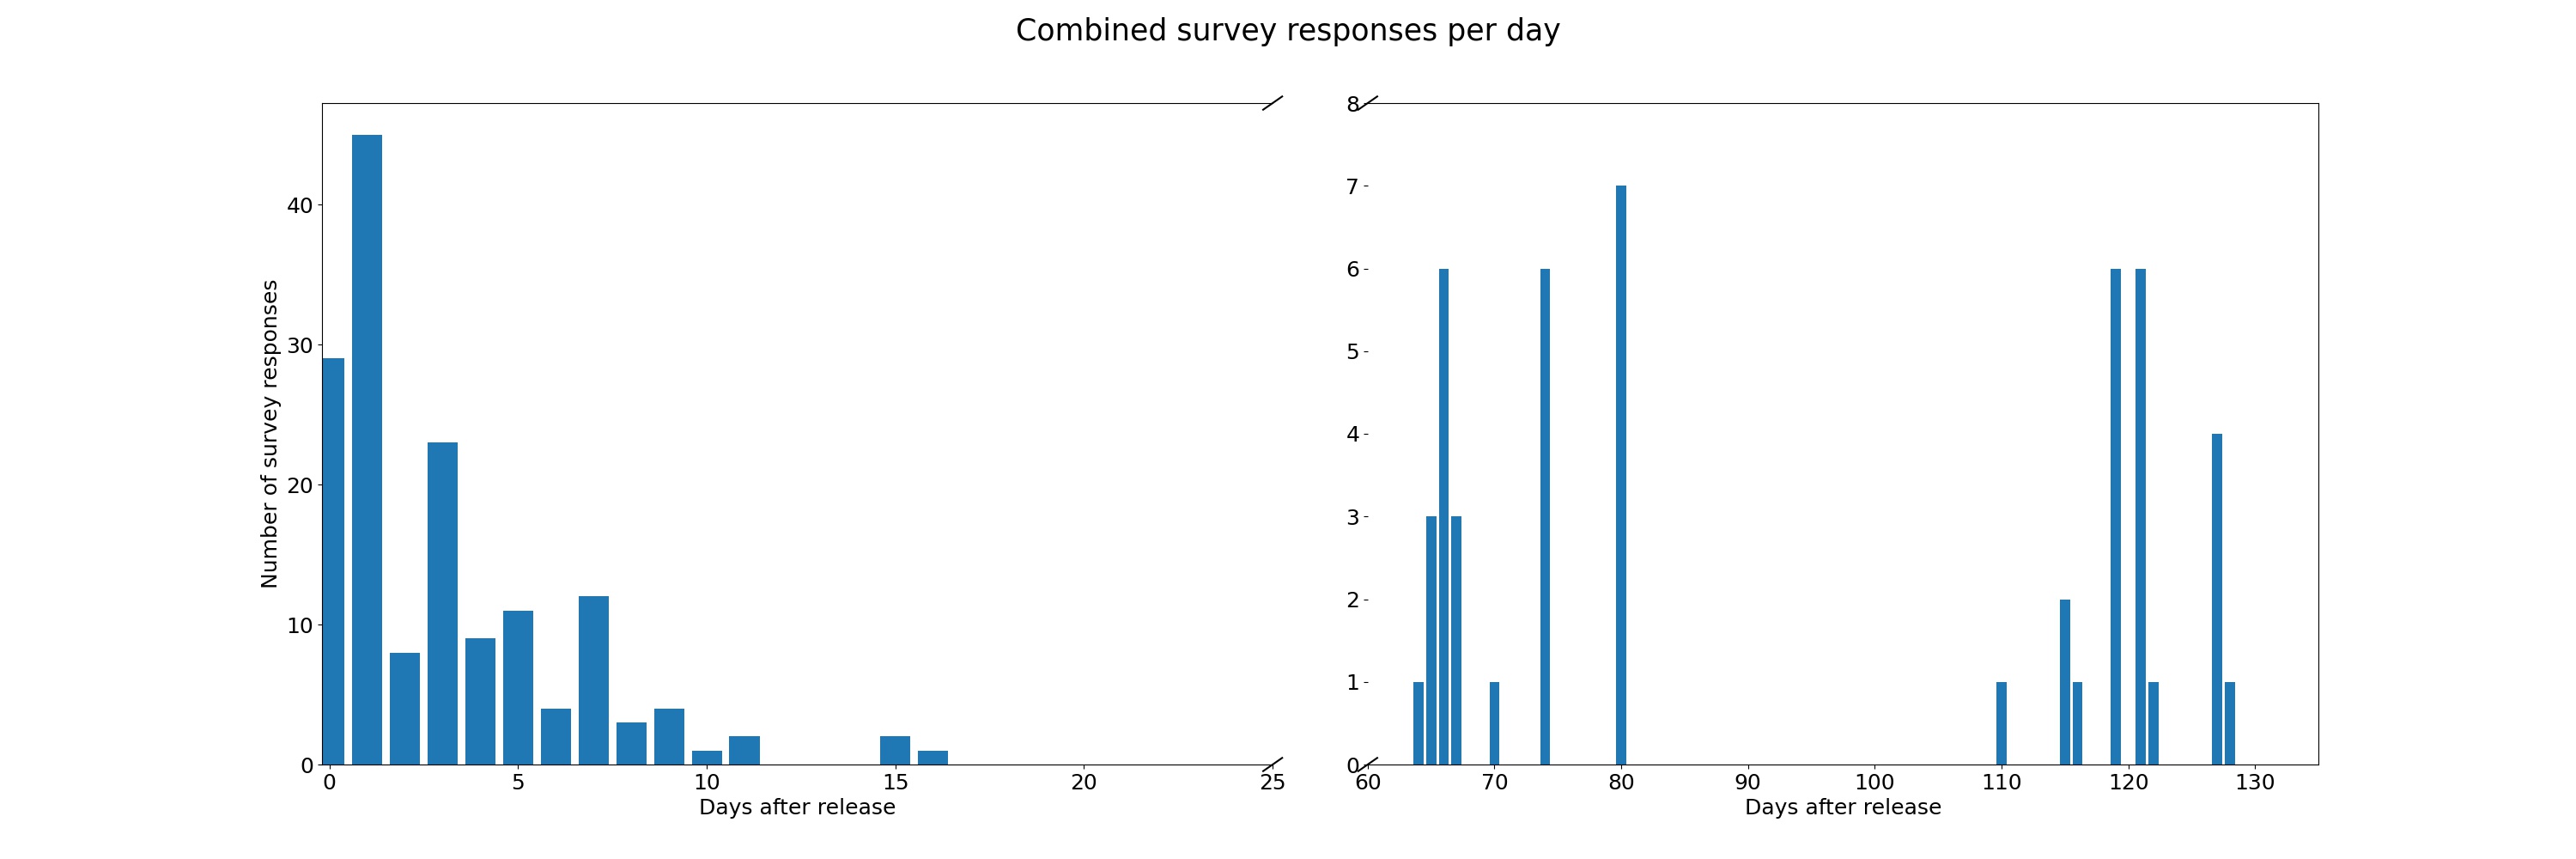 Combined survey responses per day
Number of survey responses
40
30
20
10
0
0 5 10 15 20 25
Days after release
8
7
6
5
4
3
2
1
0
60 70 80 90 100 110 120 130
Days after release